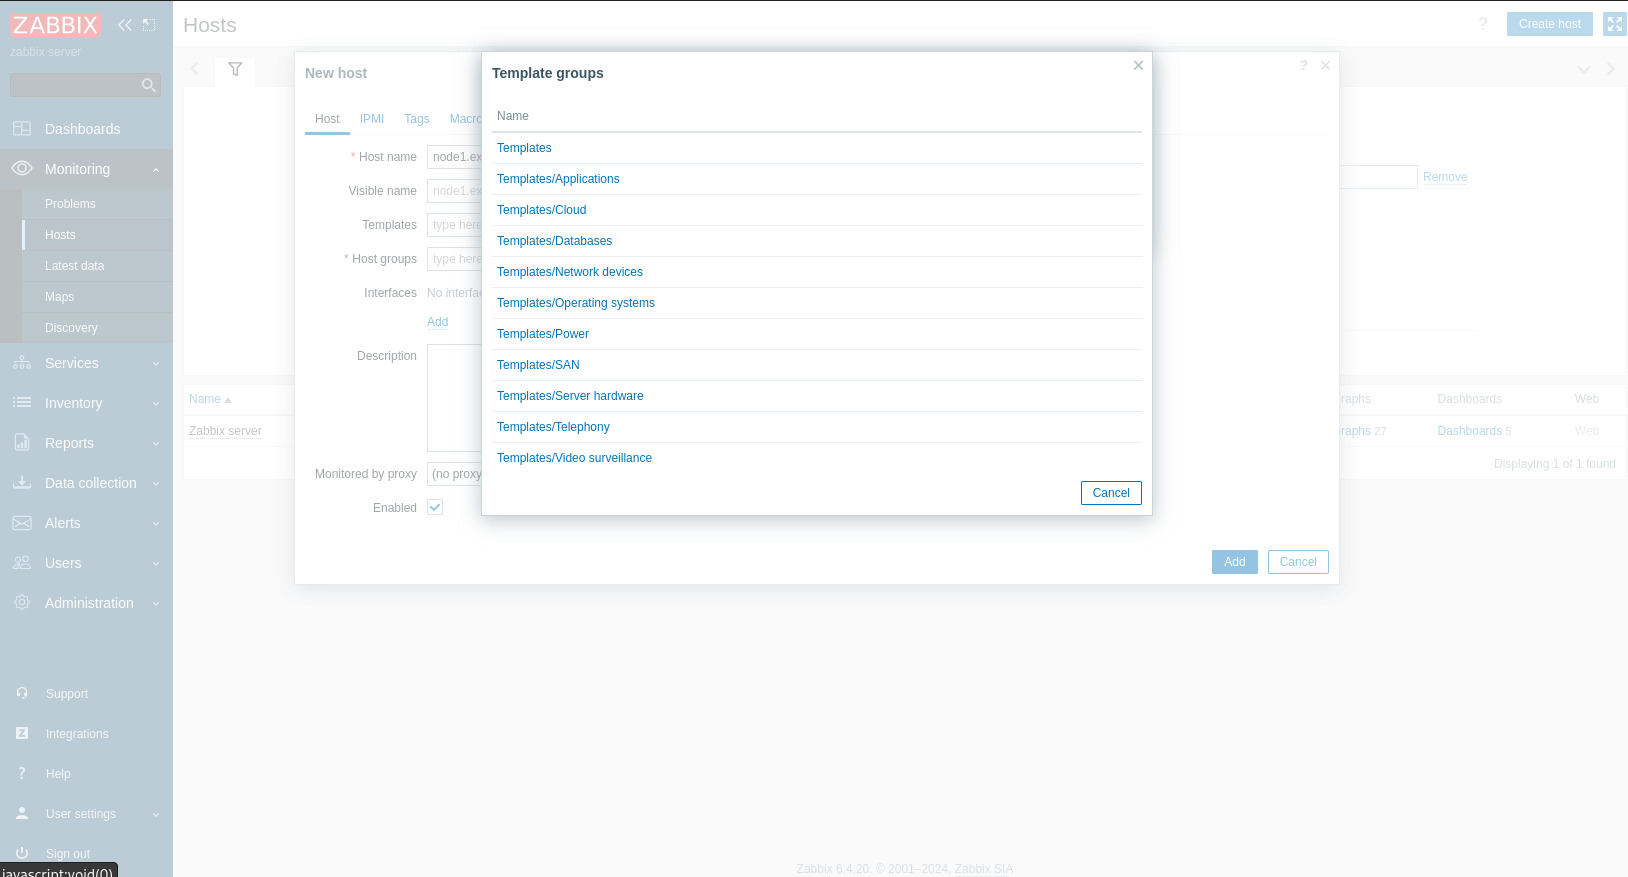 ZABBIX
zabbix server
Dashboards
Monitoring
Problems
Hosts
Latest data
Maps
Discovery
Services
Inventory
Reports
Data collection
Alerts
Users
Administration
Support
Integrations
Help
User settings
Sign out
javascript:void(0)
Hosts
? Create host
Remove
New host
?
Host IPMI Tags Macro
* Host name node1.ex
Visible name node1.ex
Templates type here
* Host groups type here
Interfaces No interfac
Add
Description
Monitored by proxy (no proxy
Enabled
Add Cancel
Template groups
Name
Templates
Templates/Applications
Templates/Cloud
Templates/Databases
Templates/Network devices
Templates/Operating systems
Templates/Power
Templates/SAN
Templates/Server hardware
Templates/Telephony
Templates/Video surveillance
Cancel
Name raphs Dashboards Web
Zabbix server raphs 27 Dashboards 5 Web
Displaying 1 of 1 found
Zabbix 6.4.20. © 2001–2024, Zabbix SIA